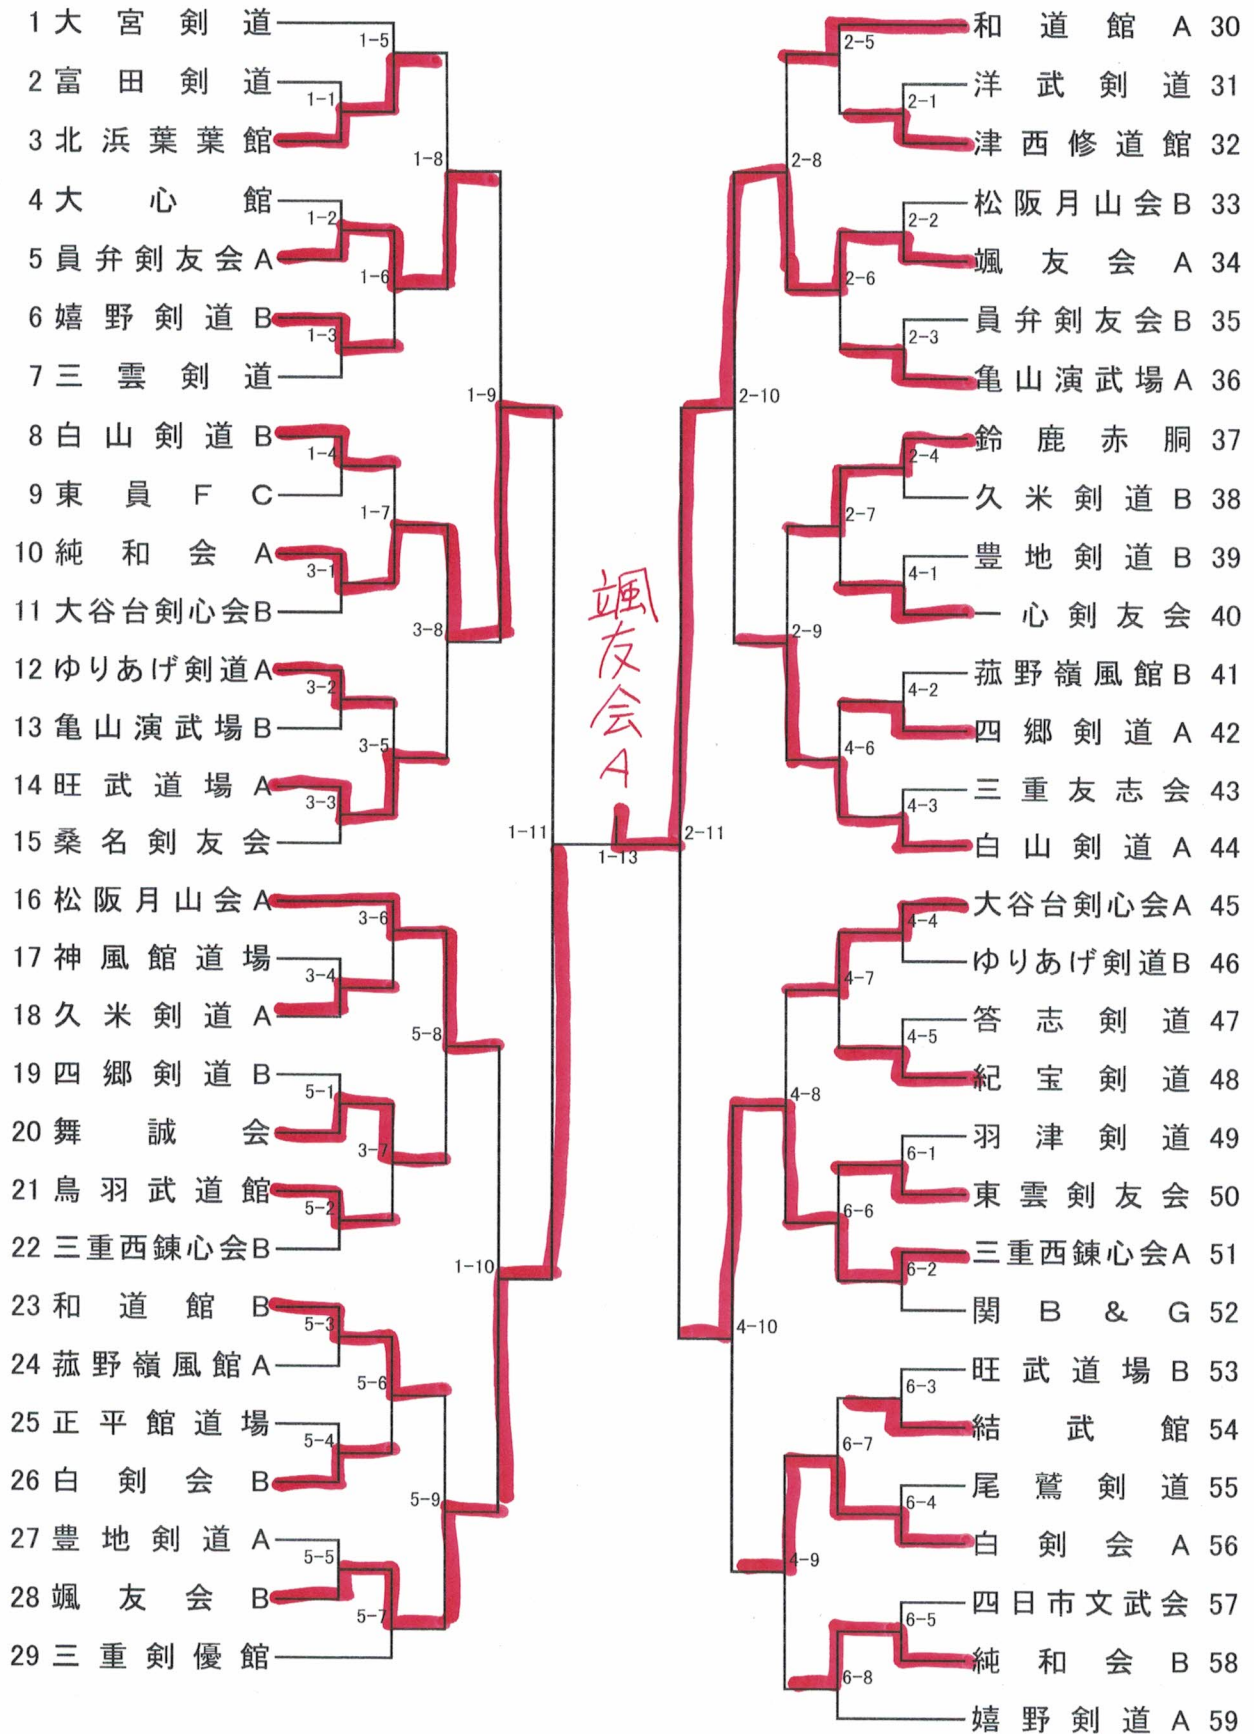 1 大宮剣道
2 富田剣道
3 北浜葉葉館
4 大心館
5 員弁剣友会A
6 嬉野剣道B
7 三雲剣道
8 白山剣道B
9 東員FC
10 純和会A
11 大谷台剣心会B
12 ゆりあげ剣道A
13 亀山演武場B
14 旺武道場A
15 桑名剣友会
16 松阪月山会A
17 神風館道場
18 久米剣道A
19 四郷剣道B
20 舞誠会
21 鳥羽武道館
22 三重西錬心会B
23 和道館B
24 菰野嶺風館A
25 正平館道場
26 白剣会B
27 豊地剣道A
28 颯友会B
29 三重剣優館
1-5
1-1
1-8
1-2
1-6
1-3
1-9
1-4
1-7
3-1
3-8
3-2
3-5
3-3
1-11
3-6
3-4
5-8
5-1
3-7
5-2
1-10
5-3
5-6
5-4
5-9
5-5
5-7
颯友会A
1-13
2-11
2-5
2-1
2-8
2-2
2-6
2-3
2-10
2-4
2-7
4-1
2-9
4-2
4-6
4-3
4-4
4-7
4-5
4-8
6-1
6-6
6-2
4-10
6-3
6-7
6-4
4-9
6-5
6-8
和道館A 30
洋武剣道 31
津西修道館 32
松阪月山会B 33
颯友会A 34
員弁剣友会B 35
亀山演武場A 36
鈴鹿赤胴 37
久米剣道B 38
豊地剣道B 39
一心剣友会 40
菰野嶺風館B 41
四郷剣道A 42
三重友志会 43
白山剣道A 44
大谷台剣心会A 45
ゆりあげ剣道B 46
答志剣道 47
紀宝剣道 48
羽津剣道 49
東雲剣友会 50
三重西錬心会A 51
関B&G 52
旺武道場B 53
結武館 54
尾鷲剣道 55
白剣会A 56
四日市文武会 57
純和会B 58
嬉野剣道A 59